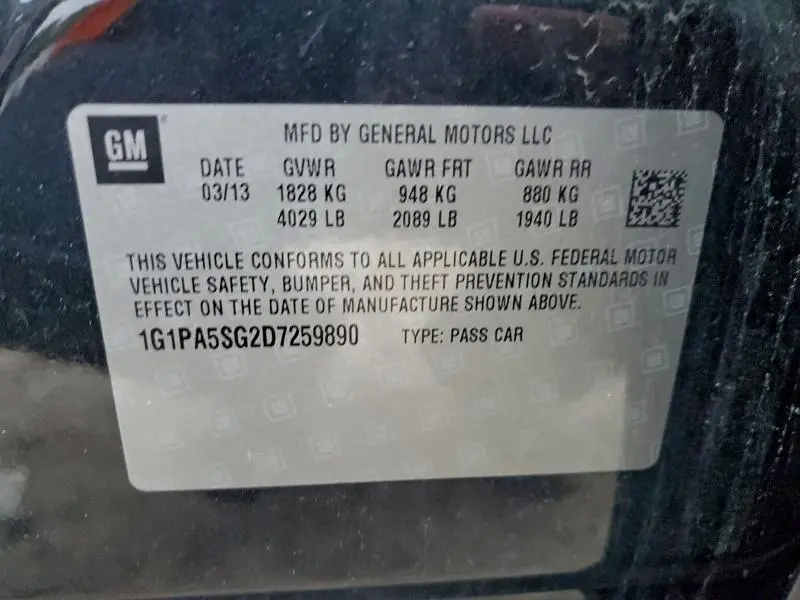 GM
MFD BY GENERAL MOTORS LLC
DATE GVWR GAWR FRT GAWR RR
03/13 1828 KG 948 KG 880 KG
4029 LB 2089 LB 1940 LB
THIS VEHICLE CONFORMS TO ALL APPLICABLE U.S. FEDERAL MOTOR
VEHICLE SAFETY, BUMPER, AND THEFT PREVENTION STANDARDS IN
EFFECT ON THE DATE OF MANUFACTURE SHOWN ABOVE.
1G1PA5SG2D7259890 TYPE: PASS CAR